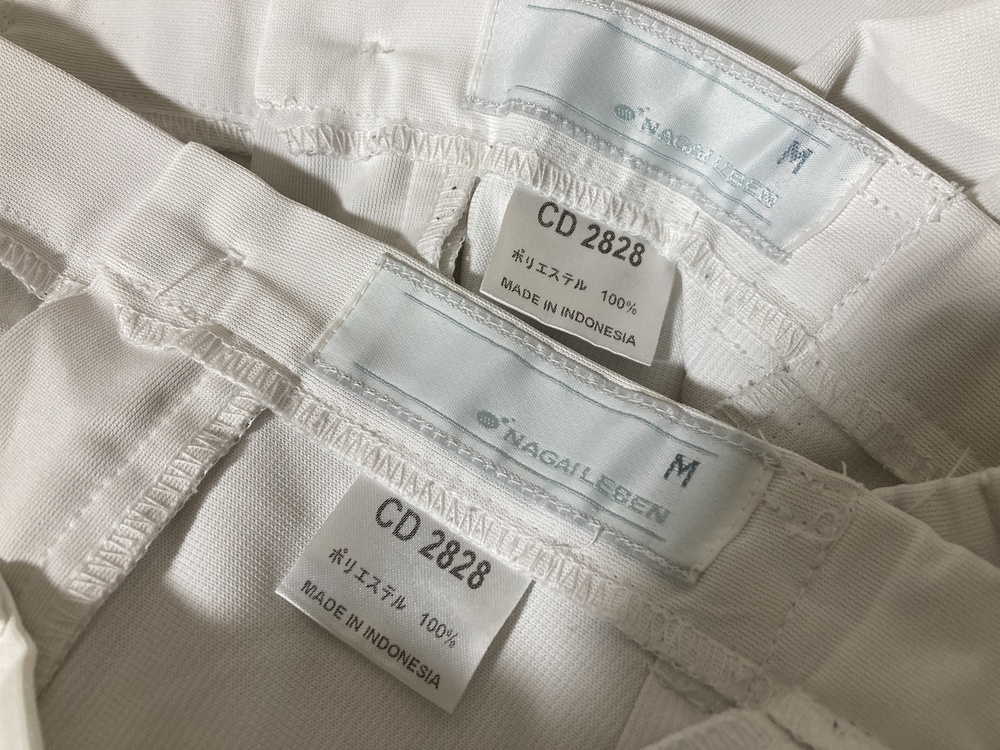 NAGAILEBEN M
CD 2828
ポリエステル 100%
MADE IN INDONESIA
NAGAILEBEN M
CD 2828
ポリエステル 100%
MADE IN INDONESIA